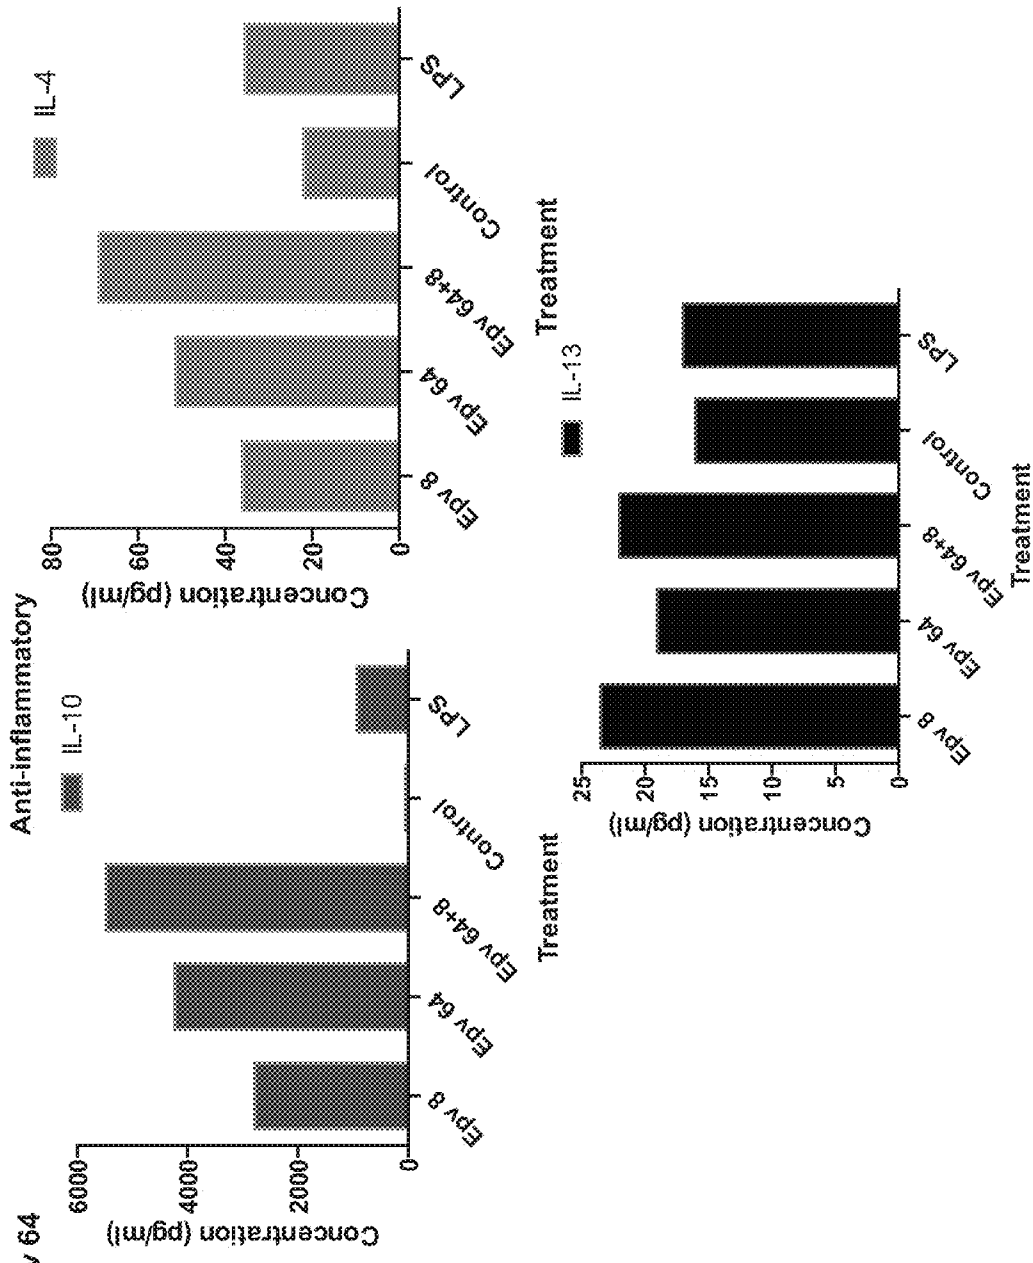 v 64
Anti-inflammatory
IL-10
Concentration (pg/ml)
6000
4000
2000
0
Epv 8
Epv 64
Epv 64+8
Control
LPS
Treatment
IL-4
Concentration (pg/ml)
80
60
40
20
0
Epv 8
Epv 64
Epv 64+8
Control
LPS
Treatment
IL-13
Concentration (pg/ml)
25
20
15
10
5
0
Epv 8
Epv 64
Epv 64+8
Control
LPS
Treatment